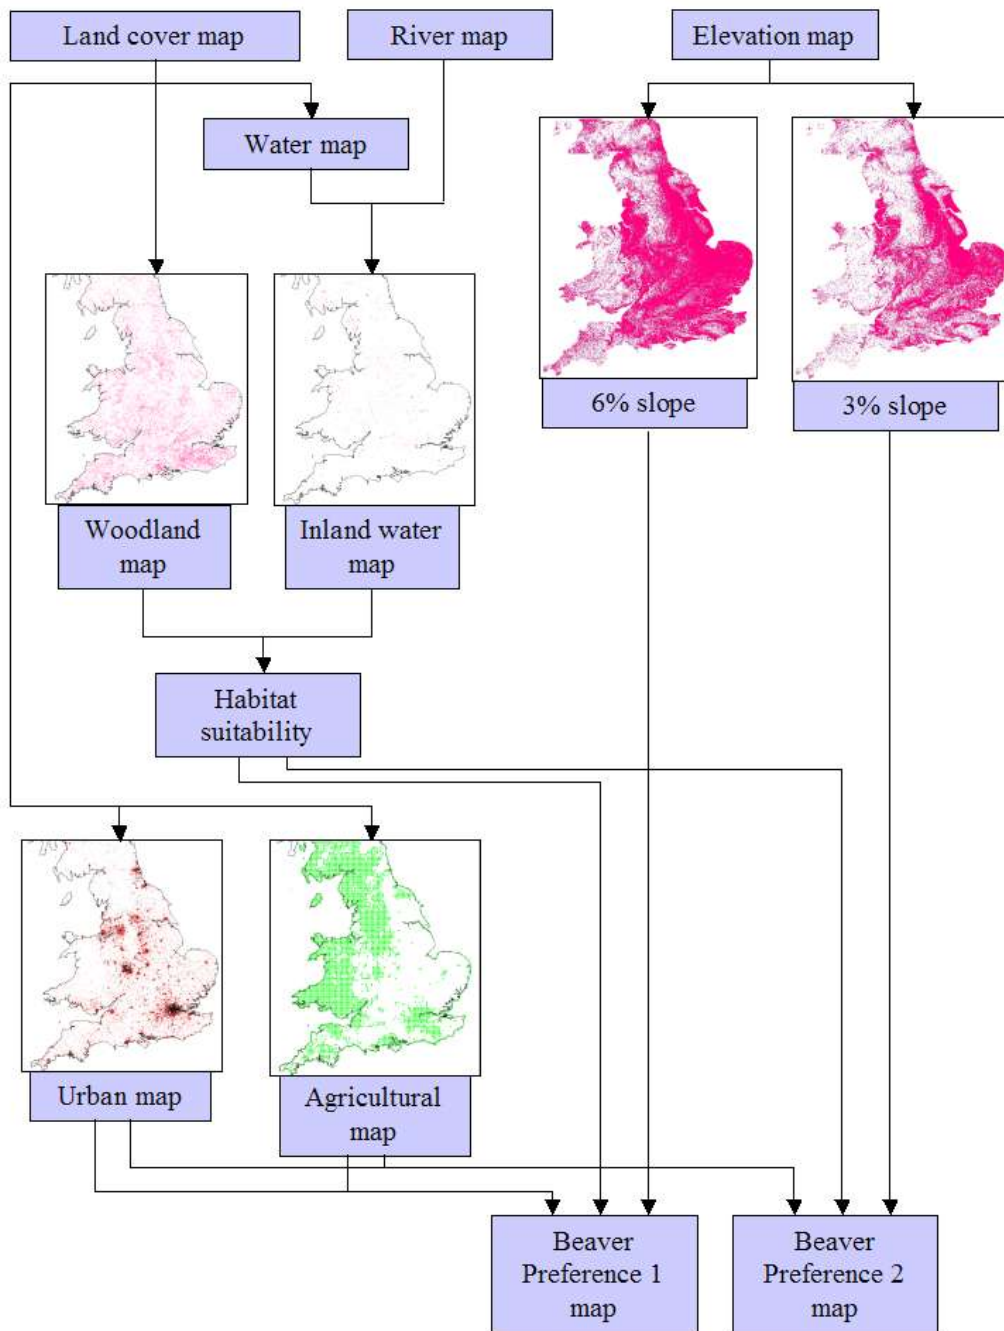 Land cover map
River map
Elevation map
Water map
6% slope
3% slope
Woodland
map
Inland water
map
Habitat
suitability
Urban map
Agricultural
map
Beaver
Preference 1
map
Beaver
Preference 2
map